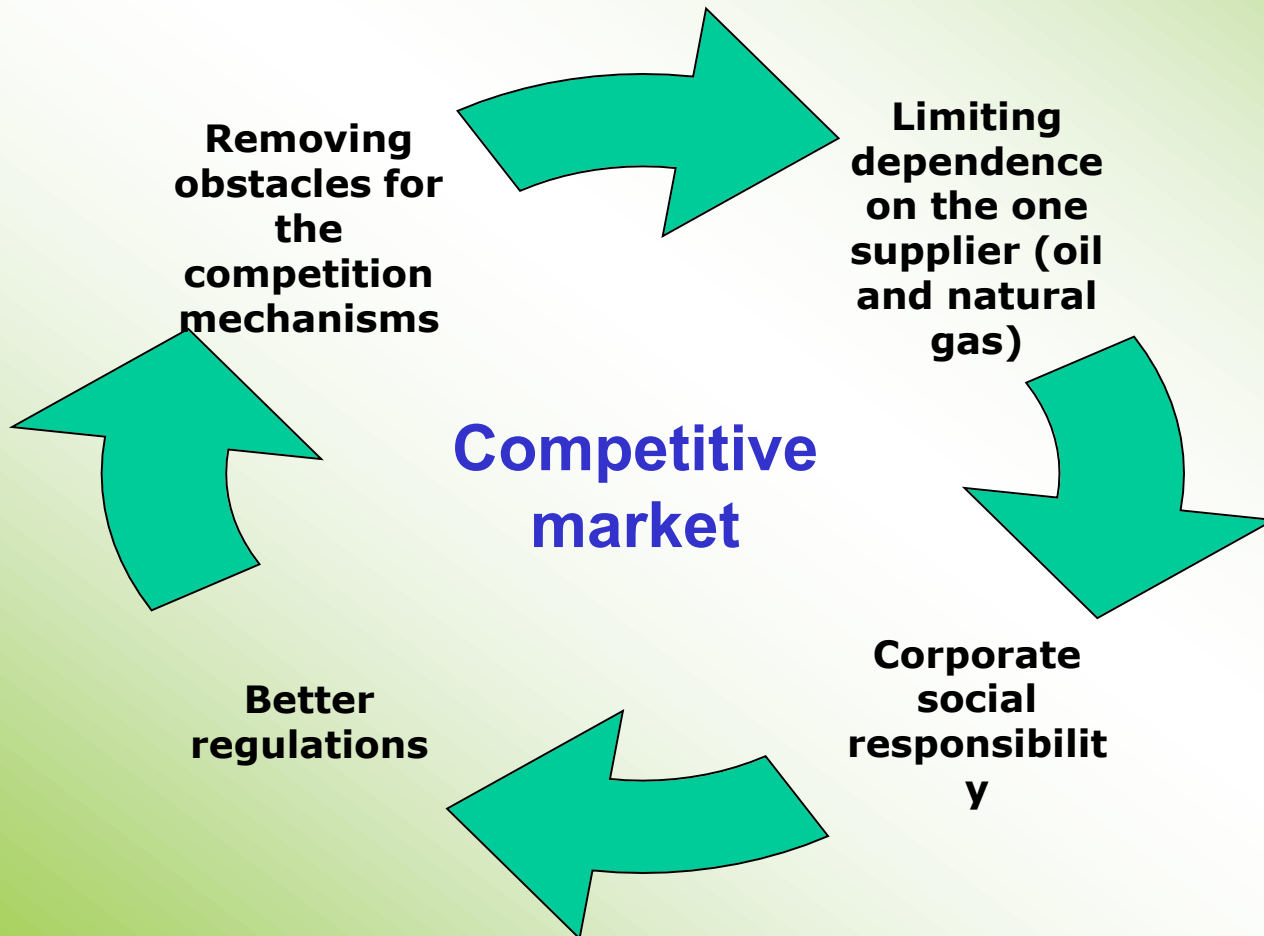 Removing
obstacles for
the
competition
mechanisms
Limiting
dependence
on the one
supplier (oil
and natural
gas)
Competitive
market
Corporate
social
responsibilit
y
Better
regulations